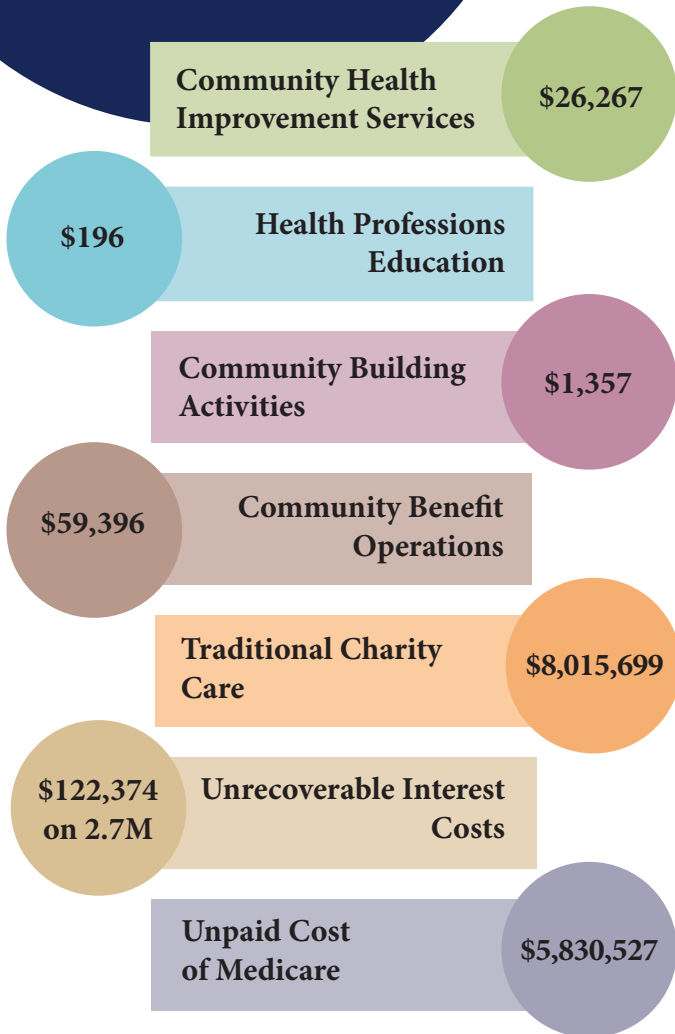 Community Health
Improvement Services
$26,267
$196
Health Professions
Education
Community Building
Activities
$1,357
$59,396
Community Benefit
Operations
Traditional Charity
Care
$8,015,699
$122,374
on 2.7M
Unrecoverable Interest
Costs
Unpaid Cost
of Medicare
$5,830,527